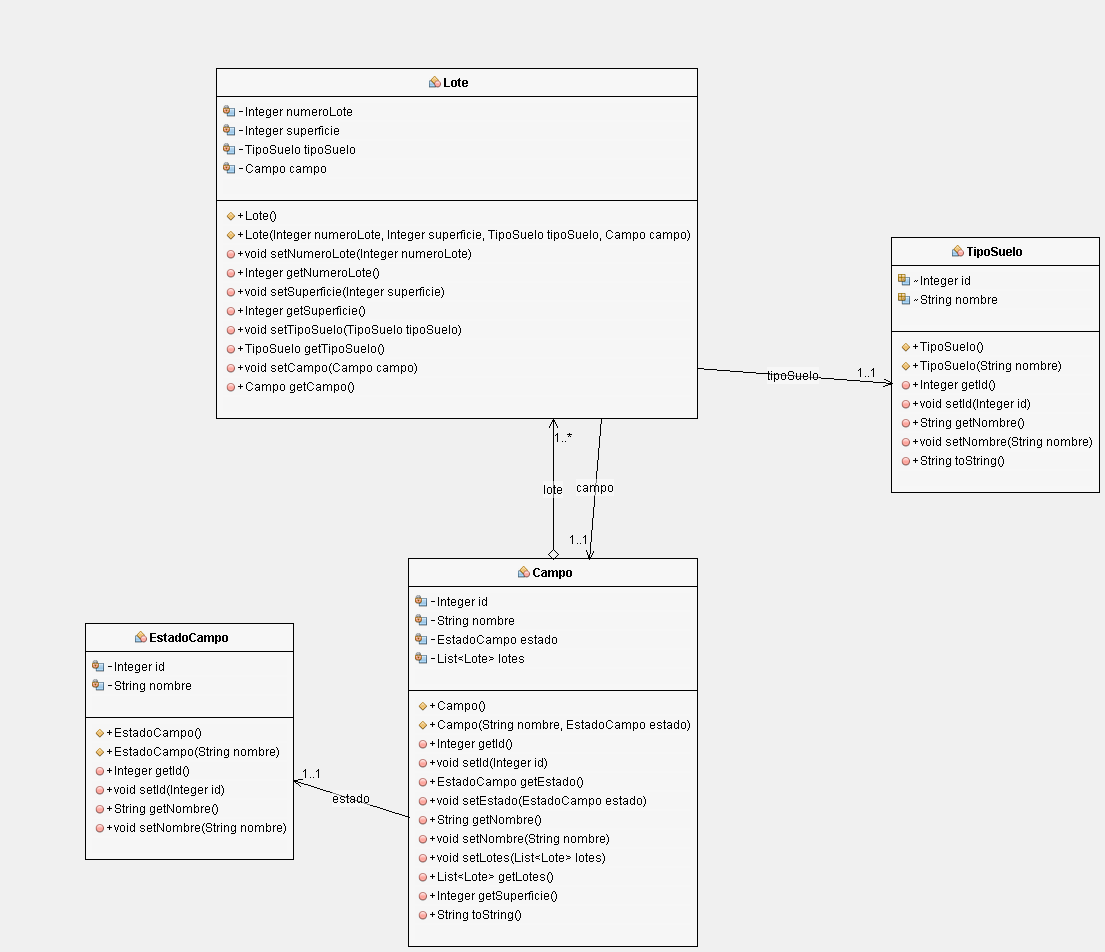 Lote
-Integer numeroLote
-Integer superficie
-TipoSuelo tipoSuelo
-Campo campo
+Lote()
+Lote(Integer numeroLote, Integer superficie, TipoSuelo tipoSuelo, Campo campo)
+void setNumeroLote(Integer numeroLote)
+Integer getNumeroLote()
+void setSuperficie(Integer superficie)
+Integer getSuperficie()
+void setTipoSuelo(TipoSuelo tipoSuelo)
+TipoSuelo getTipoSuelo()
+void setCampo(Campo campo)
+Campo getCampo()
TipoSuelo
~Integer id
~String nombre
+TipoSuelo()
+TipoSuelo(String nombre)
+Integer getId()
+void setId(Integer id)
+String getNombre()
+void setNombre(String nombre)
+String toString()
tipoSuelo
1..1
1..*
lote
campo
1..1
Campo
-Integer id
-String nombre
-EstadoCampo estado
-List<Lote> lotes
+Campo()
+Campo(String nombre, EstadoCampo estado)
+Integer getId()
+void setId(Integer id)
+EstadoCampo getEstado()
+void setEstado(EstadoCampo estado)
+String getNombre()
+void setNombre(String nombre)
+void setLotes(List<Lote> lotes)
+List<Lote> getLotes()
+Integer getSuperficie()
+String toString()
EstadoCampo
-Integer id
-String nombre
+EstadoCampo()
+EstadoCampo(String nombre)
+Integer getId()
+void setId(Integer id)
+String getNombre()
+void setNombre(String nombre)
1..1
estado